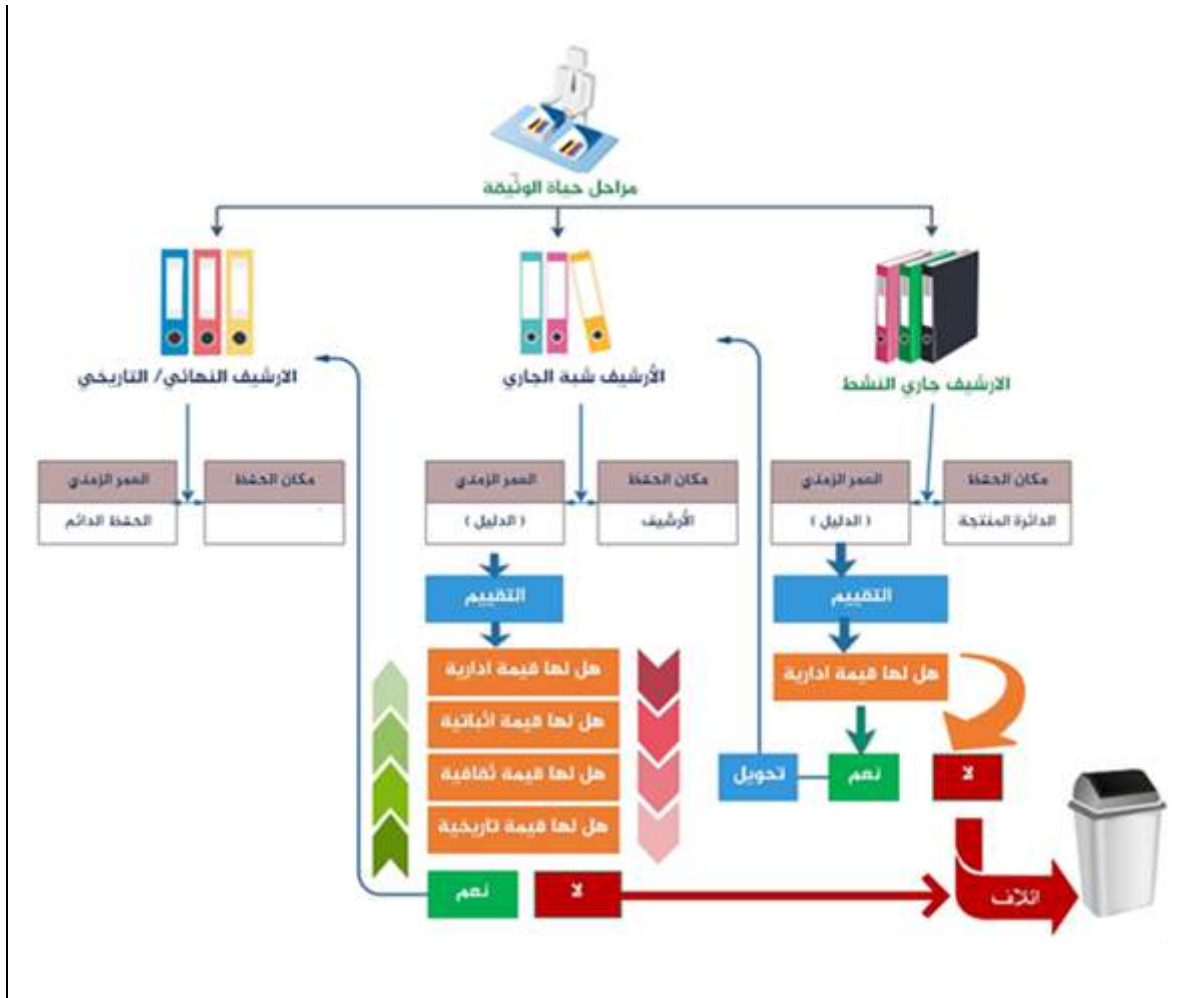 مراحل حياة الوثيقة
الارشيف جاري النشط
الأرشيف شبة الجاري
الارشيف النهائي/ التاريخي
مكان الحفظ
العمر الزمني
مكان الحفظ
العمر الزمني
مكان الحفظ
العمر الزمني
الدائرة المنتجة
( الدليل )
الأرشيف
( الدليل )
الحفظ الدائم
التقييم
التقييم
هل لها قيمة ادارية
هل لها قيمة ادارية
هل لها قيمة اثباتية
هل لها قيمة ثقافية
هل لها قيمة تاريخية
لا
نعم
تحويل
لا
نعم
اتلاف